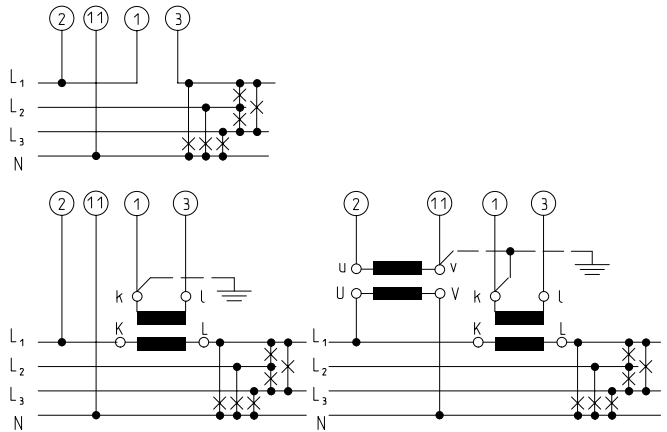 2 11 1 3
L1
L2
L3
N
2 11 1 3 2 11 1 3
u v
k l U V k l
K L K L
L1 L1
L2 L2
L3 L3
N N